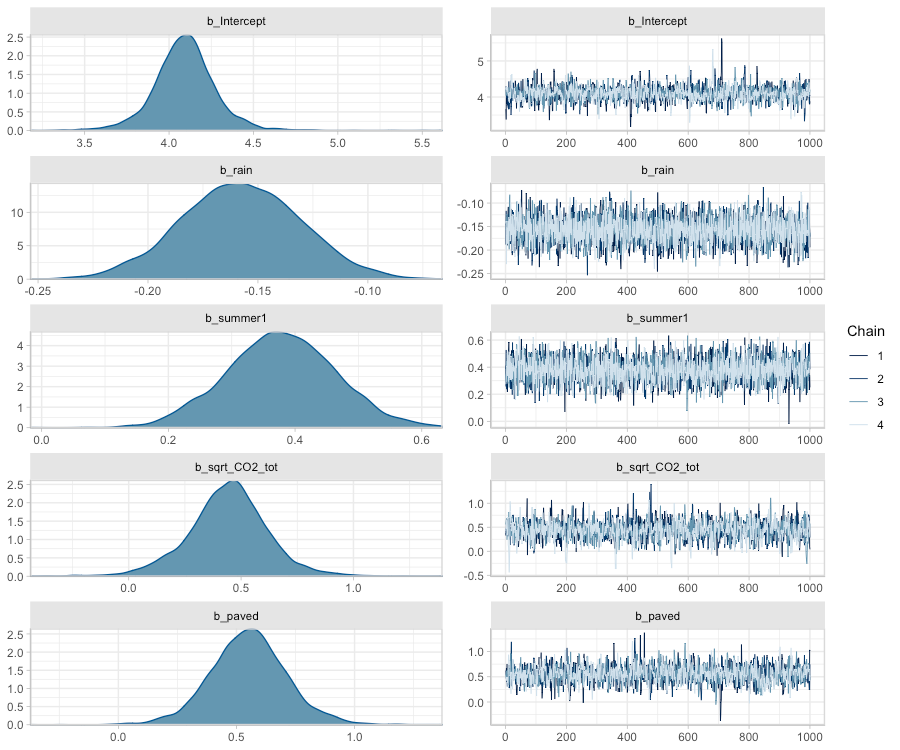 b_Intercept
2.5
2.0
1.5
1.0
0.5
0.0
3.5 4.0 4.5 5.0 5.5
b_Intercept
5
4
0 200 400 600 800 1000
b_rain
10
5
0
-0.25 -0.20 -0.15 -0.10
b_rain
-0.10
-0.15
-0.20
-0.25
0 200 400 600 800 1000
b_summer1
4
3
2
1
0
0.0 0.2 0.4 0.6
b_summer1
0.6
0.4
0.2
0.0
0 200 400 600 800 1000
b_sqrt_CO2_tot
2.5
2.0
1.5
1.0
0.5
0.0
0.0 0.5 1.0
b_sqrt_CO2_tot
1.0
0.5
0.0
-0.5
0 200 400 600 800 1000
b_paved
2.5
2.0
1.5
1.0
0.5
0.0
0.0 0.5 1.0
b_paved
1.0
0.5
0.0
0 200 400 600 800 1000
Chain
1
2
3
4